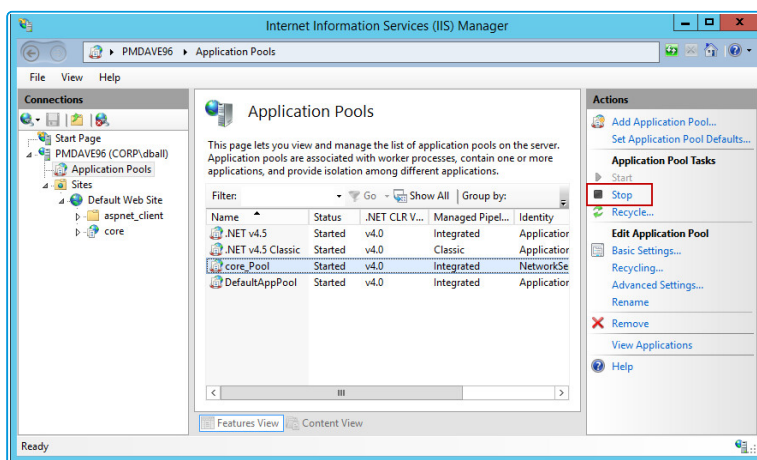 Internet Information Services (IIS) Manager
PMDAVE96 Application Pools
File View Help
Connections
Start Page
PMDAVE96 (CORP\dball)
Application Pools
Sites
Default Web Site
aspnet_client
core
Application Pools
This page lets you view and manage the list of application pools on the server.
Application pools are associated with worker processes, contain one or more
applications, and provide isolation among different applications.
Filter: Go Show All Group by:
Name Status .NET CLR V... Managed Pipel... Identity
.NET v4.5 Started v4.0 Integrated Application
.NET v4.5 Classic Started v4.0 Classic Application
core_Pool Started v4.0 Integrated NetworkSe
DefaultAppPool Started v4.0 Integrated Application
Features View Content View
Actions
Add Application Pool...
Set Application Pool Defaults...
Application Pool Tasks
Start
Stop
Recycle...
Edit Application Pool
Basic Settings...
Recycling...
Advanced Settings...
Rename
Remove
View Applications
Help
Ready